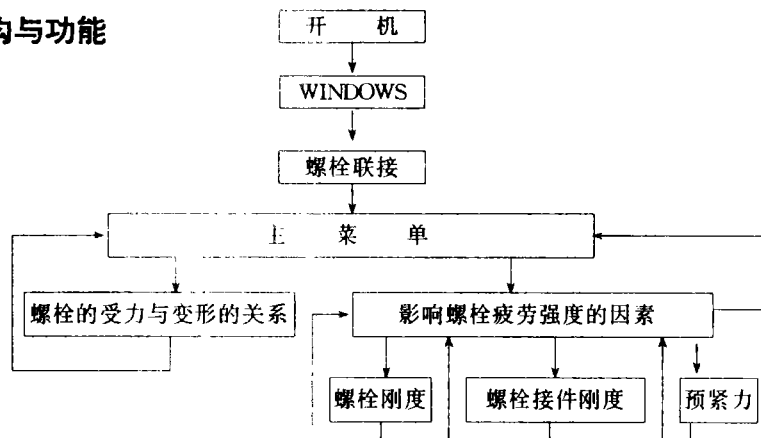 与功能
开 机
WINDOWS
螺栓联接
主 菜 单
螺栓的受力与变形的关系
影响螺栓疲劳强度的因素
螺栓刚度
螺栓接件刚度
预紧力